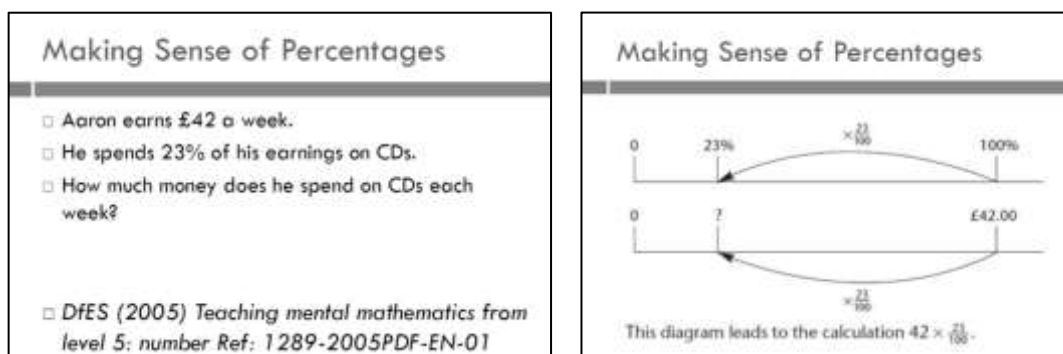 Making Sense of Percentages
Aaron earns £42 a week.
He spends 23% of his earnings on CDs.
How much money does he spend on CDs each
week?
DfES (2005) Teaching mental mathematics from
level 5: number Ref: 1289-2005PDF-EN-01
Making Sense of Percentages
× 23/100
0 23% 100%
0 ? £42.00
× 23/100
This diagram leads to the calculation 42 × 23/100.